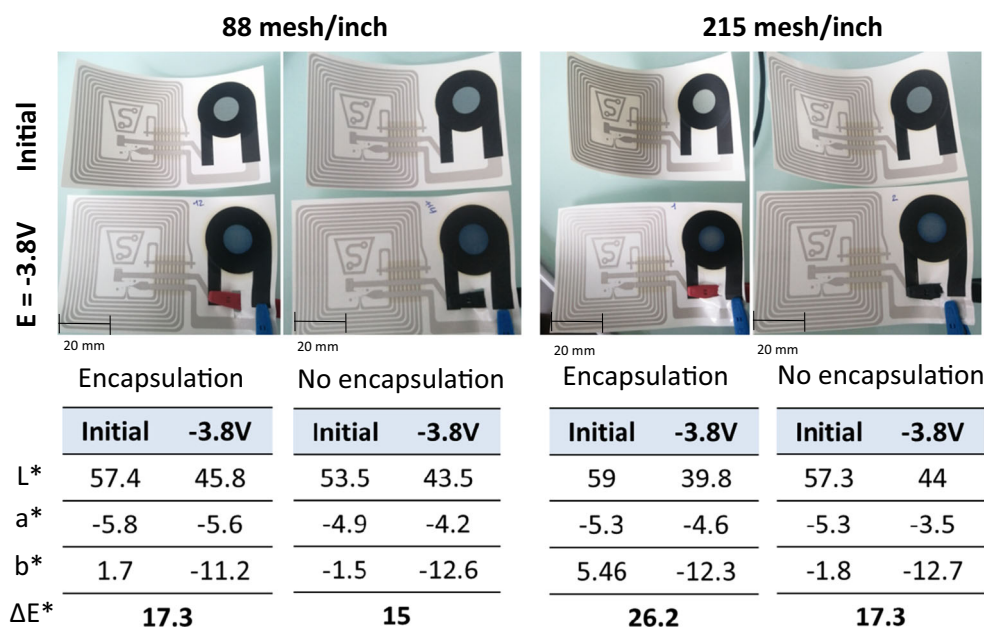 88 mesh/inch 215 mesh/inch
Initial
E = -3.8V
12
1
2
20 mm 20 mm 20 mm 20 mm
Encapsulation No encapsulation Encapsulation No encapsulation
Initial -3.8V Initial -3.8V Initial -3.8V Initial -3.8V
L* 57.4 45.8 53.5 43.5 59 39.8 57.3 44
a* -5.8 -5.6 -4.9 -4.2 -5.3 -4.6 -5.3 -3.5
b* 1.7 -11.2 -1.5 -12.6 5.46 -12.3 -1.8 -12.7
ΔE* 17.3 15 26.2 17.3